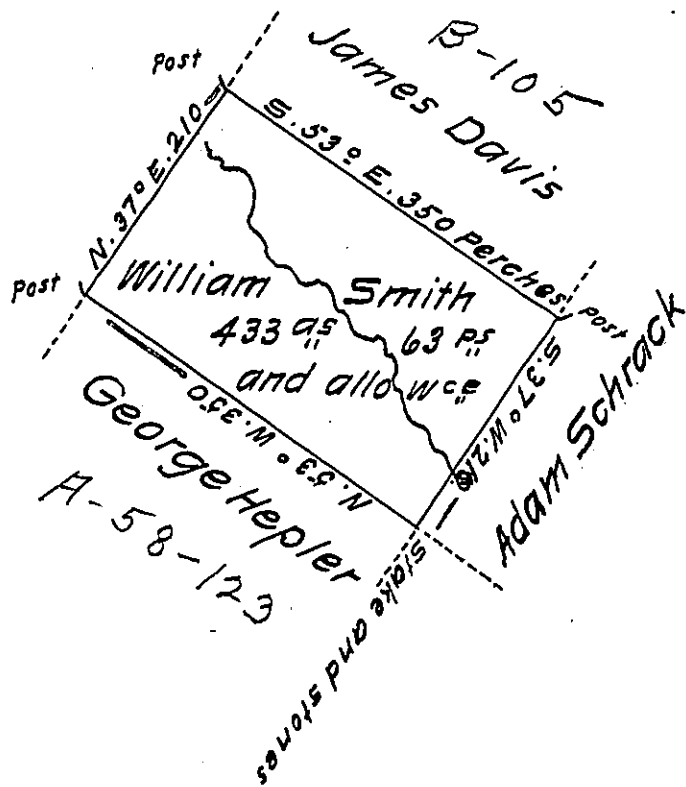 B-105
James Davis
Post
S. 53° E. 350 Perches.
N. 37° E. 210
Post
William Smith
433 as 63 ps
and allowce
Post
S. 37° W. 210
Adam Schrack
N. 53° W. 350
George Hepler
A-58-123
Stake and stones